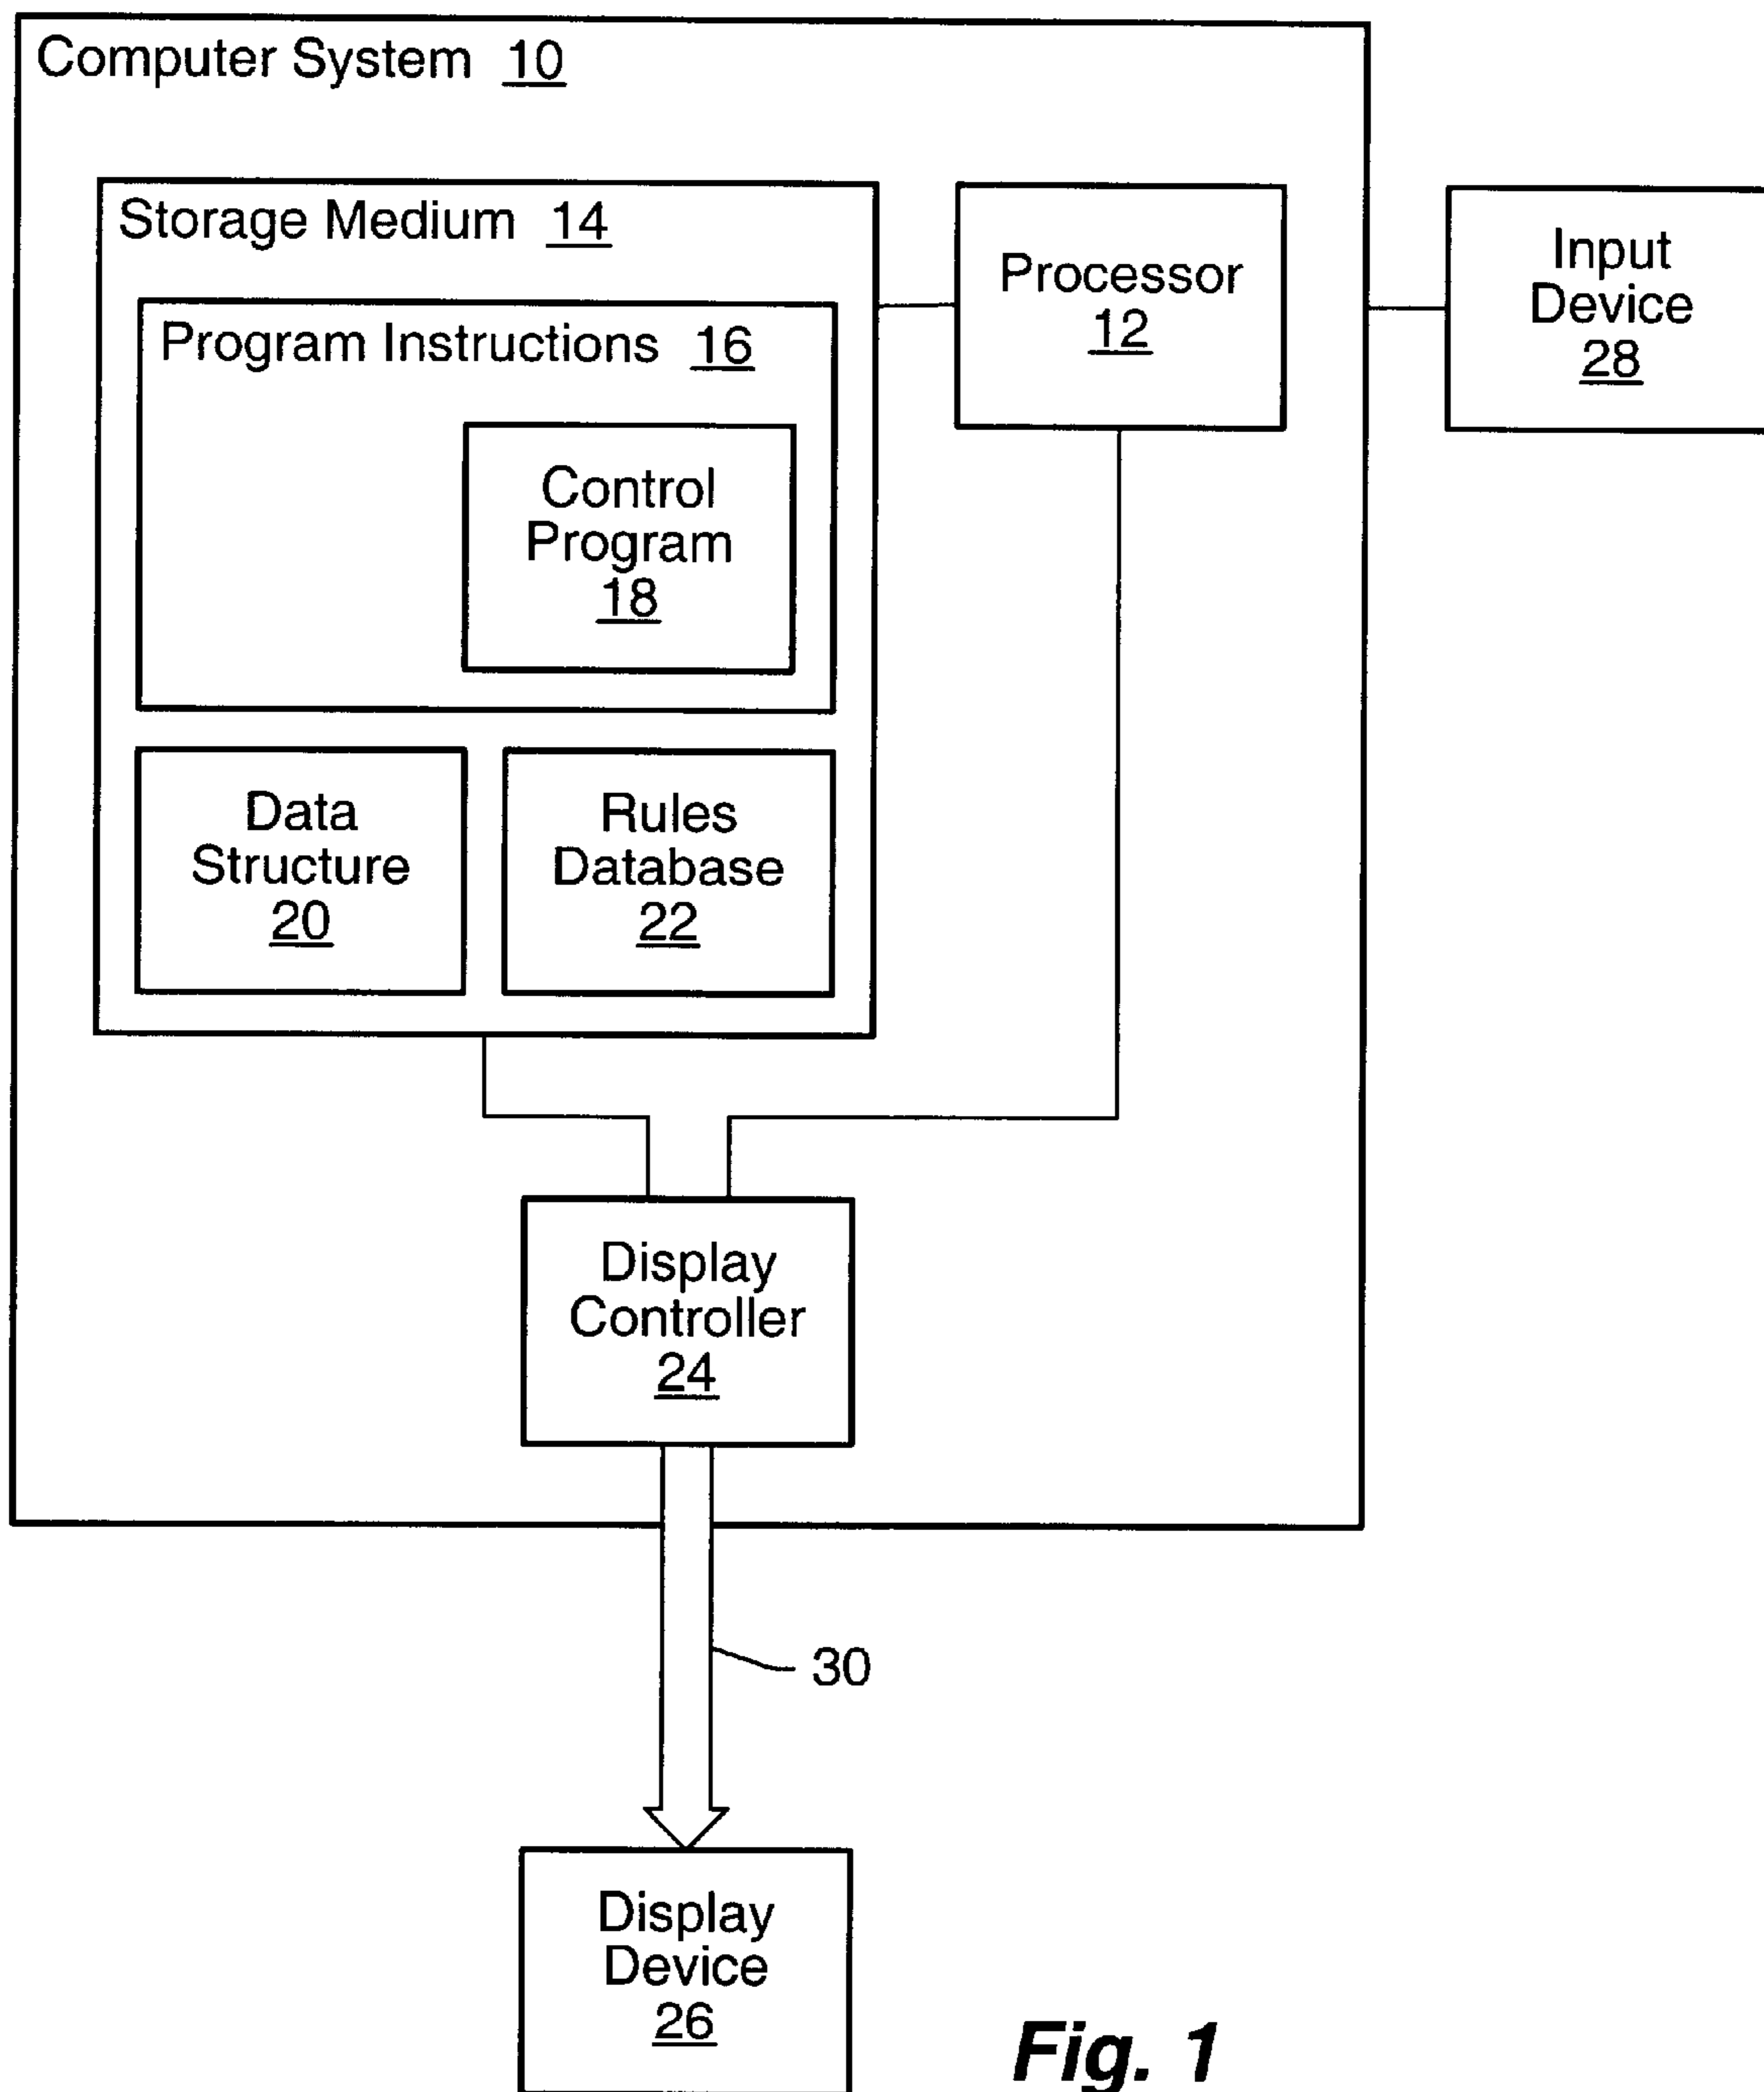 Computer System 10
Storage Medium 14
Program Instructions 16
Control
Program
18
Data
Structure
20
Rules
Database
22
Processor
12
Input
Device
28
Display
Controller
24
30
Display
Device
26
Fig. 1